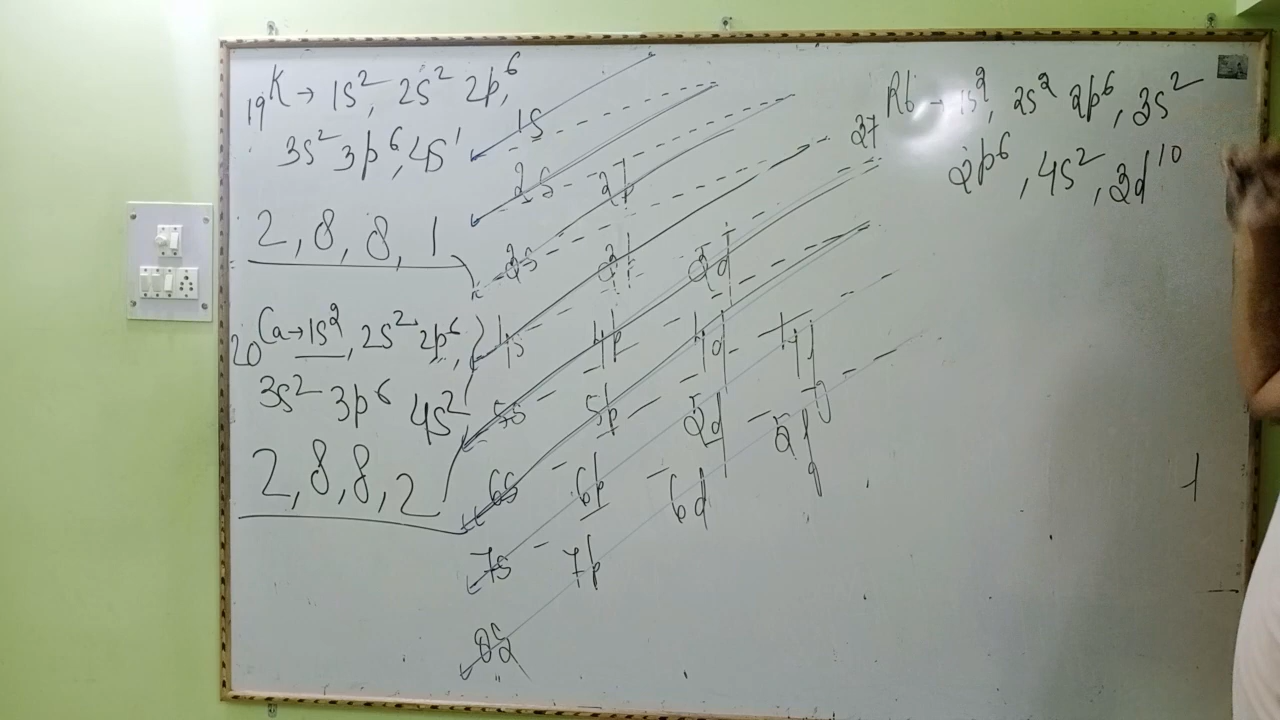 19K → 1s², 2s² 2p⁶,
3s² 3p⁶, 4s¹
2, 8, 8, 1
20Ca → 1s², 2s² 2p⁶,
3s² 3p⁶ 4s²
2, 8, 8, 2
1s
2s 2p
3s 3p 3d
4s 4p 4d 4f
5s 5p 5d 5f
6s 6p 6d
7s 7p
8s
37Rb → 1s², 2s² 2p⁶, 3s²
3p⁶, 4s², 3d¹⁰